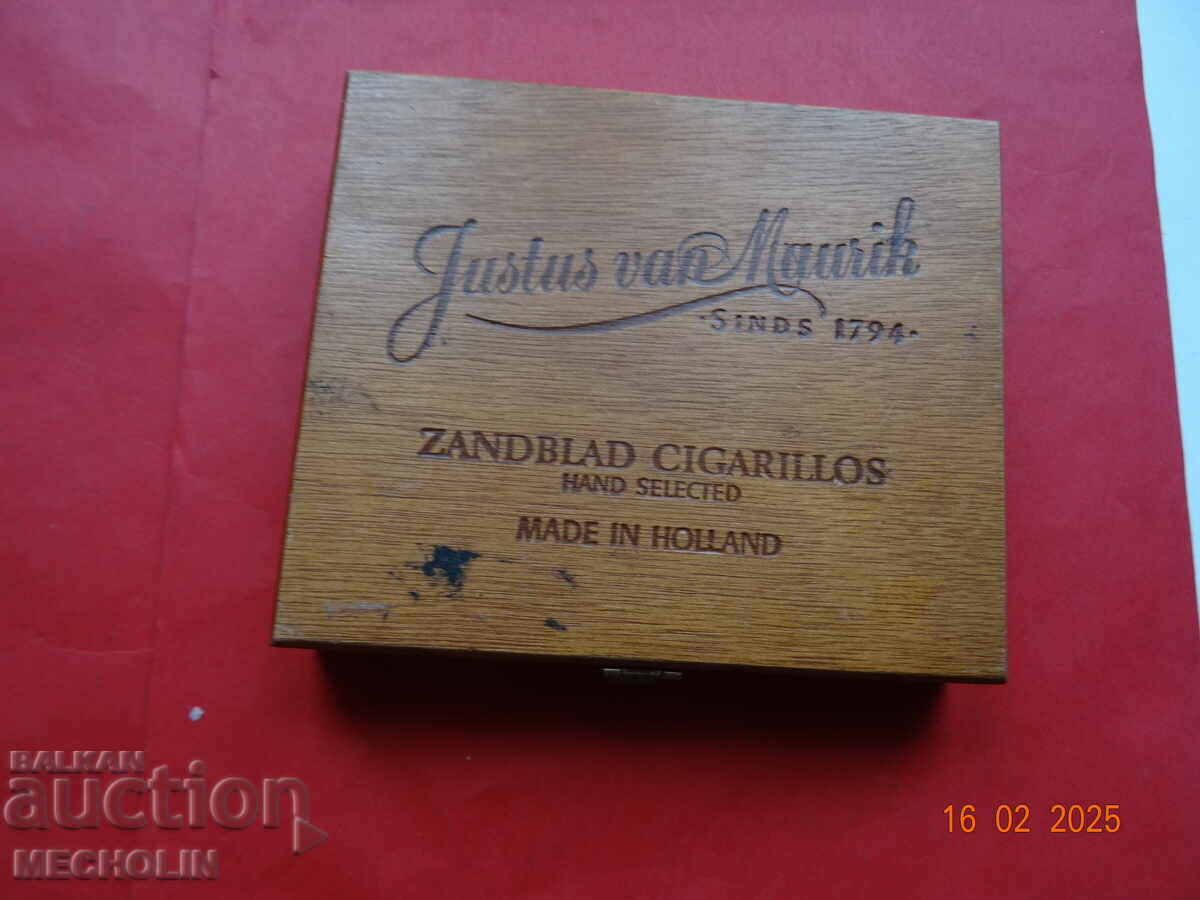 Justus van Maurik
·SINDS 1794·
ZANDBLAD CIGARILLOS
HAND SELECTED
MADE IN HOLLAND
BALKAN
auction
MECHOLIN
16 02 2025